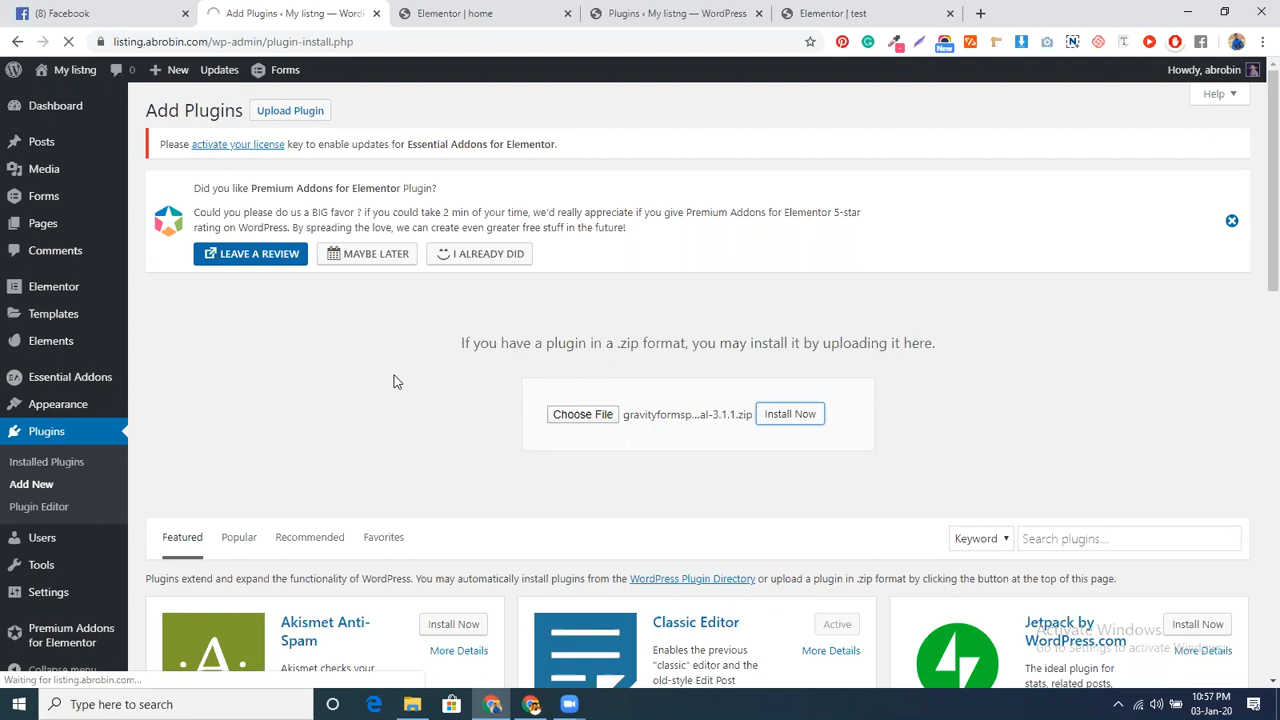 Facebook
Add Plugins ‹ My listng — WordP
Elementor | home
Plugins ‹ My listng — WordPress
Elementor | test
listing.abrobin.com/wp-admin/plugin-install.php
New
My listng
0
New
Updates
Forms
Howdy, abrobin
Dashboard
Posts
Media
Forms
Pages
Comments
Elementor
Templates
Elements
Essential Addons
Appearance
Plugins
Installed Plugins
Add New
Plugin Editor
Users
Tools
Settings
Premium Addons
for Elementor
Collapse menu
Add Plugins
Upload Plugin
Help
Please activate your license key to enable updates for Essential Addons for Elementor.
Did you like Premium Addons for Elementor Plugin?
Could you please do us a BIG favor ? if you could take 2 min of your time, we'd really appreciate if you give Premium Addons for Elementor 5-star
rating on WordPress. By spreading the love, we can create even greater free stuff in the future!
LEAVE A REVIEW
MAYBE LATER
I ALREADY DID
If you have a plugin in a .zip format, you may install it by uploading it here.
Choose File
gravityformsp...al-3.1.1.zip
Install Now
Featured
Popular
Recommended
Favorites
Keyword
Search plugins...
Plugins extend and expand the functionality of WordPress. You may automatically install plugins from the WordPress Plugin Directory or upload a plugin in .zip format by clicking the button at the top of this page.
A
Akismet Anti-
Spam
Install Now
More Details
Akismet checks your
Classic Editor
Active
More Details
Enables the previous
"classic" editor and the
old-style Edit Post
Jetpack by
WordPress.com
Install Now
More Details
The ideal plugin for
stats, related posts,
Activate Windows
Go to Settings to activate Windows.
Waiting for listing.abrobin.com...
Type here to search
10:57 PM
03-Jan-20